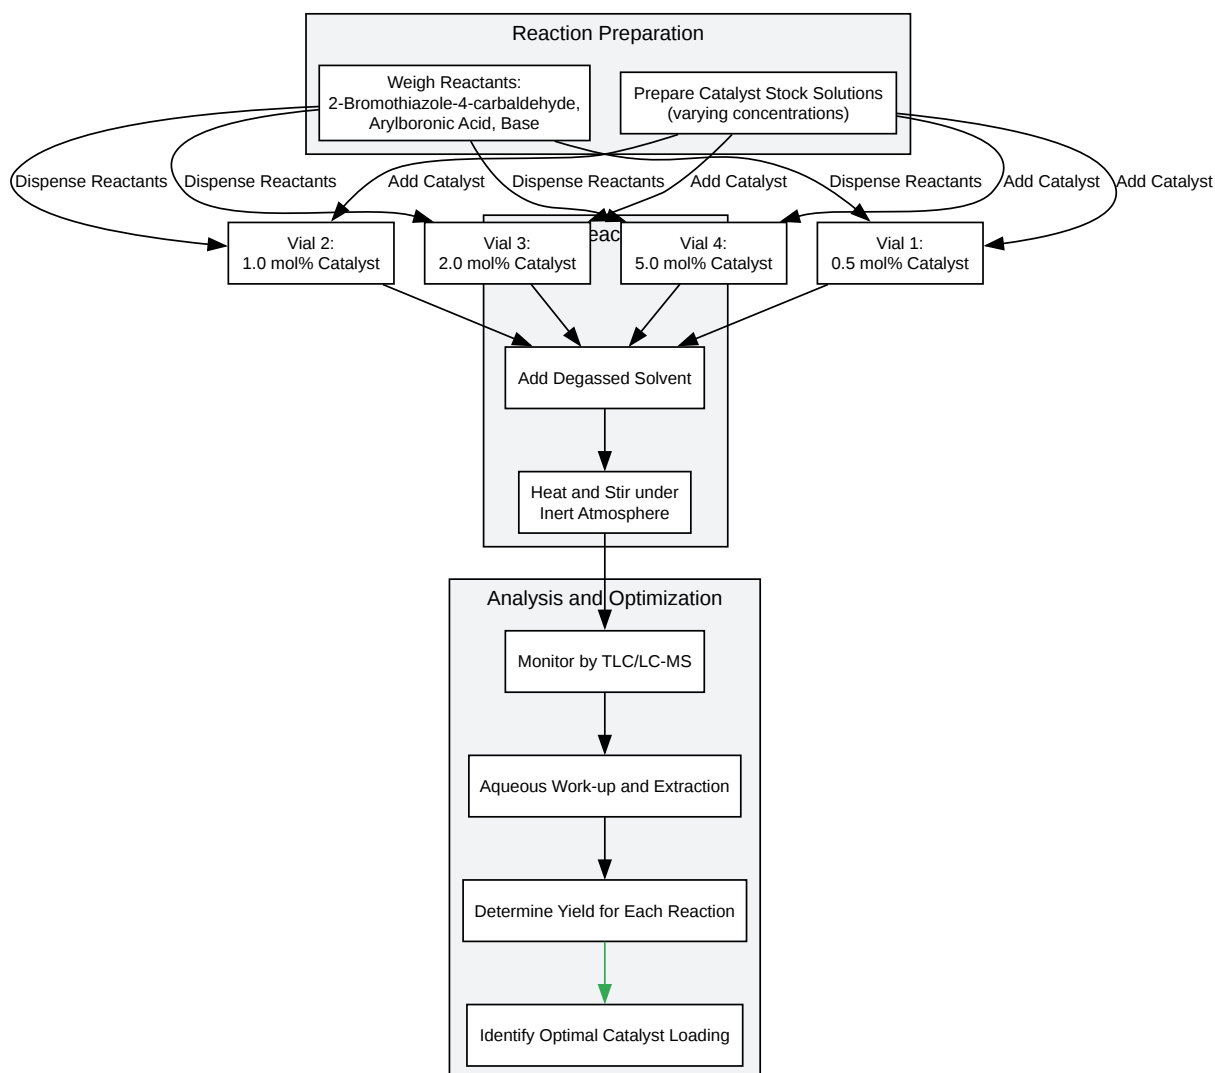 Reaction Preparation
Weigh Reactants:
2-Bromothiazole-4-carbaldehyde,
Arylboronic Acid, Base
Prepare Catalyst Stock Solutions
(varying concentrations)
Dispense Reactants
Dispense Reactants
Add Catalyst
Dispense Reactants
Add Catalyst
Dispense Reactants
Add Catalyst
Add Catalyst
Vial 2:
1.0 mol% Catalyst
Vial 3:
2.0 mol% Catalyst
Vial 4:
5.0 mol% Catalyst
Vial 1:
0.5 mol% Catalyst
Add Degassed Solvent
Heat and Stir under
Inert Atmosphere
Analysis and Optimization
Monitor by TLC/LC-MS
Aqueous Work-up and Extraction
Determine Yield for Each Reaction
Identify Optimal Catalyst Loading